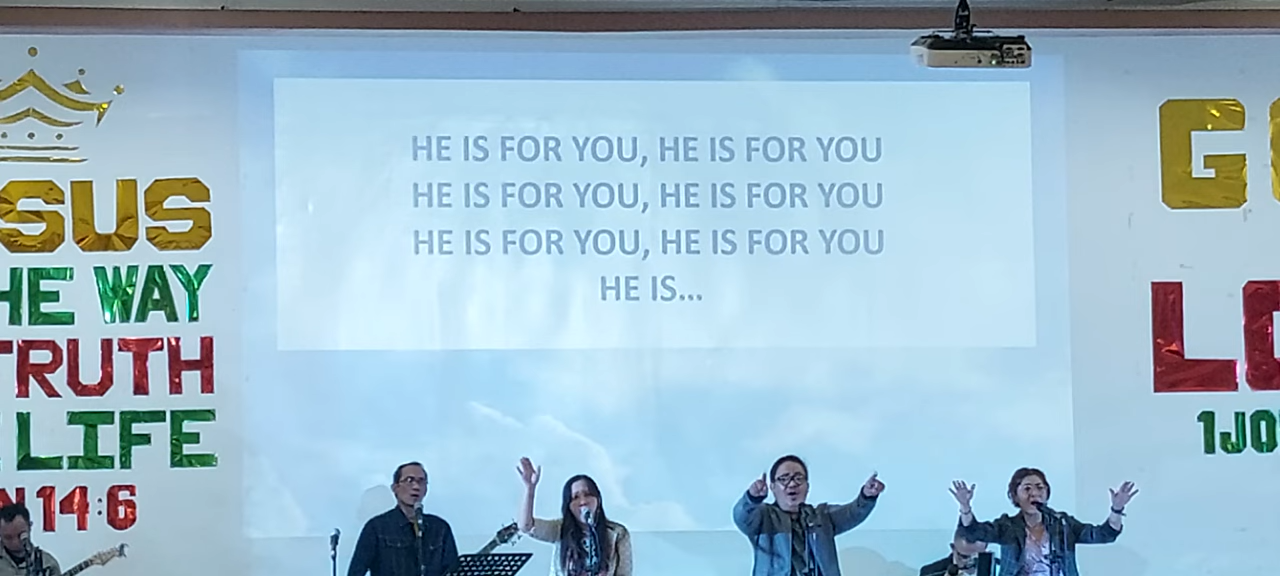 HE IS FOR YOU, HE IS FOR YOU
HE IS FOR YOU, HE IS FOR YOU
HE IS FOR YOU, HE IS FOR YOU
HE IS...
SUS
HE WAY
TRUTH
LIFE
N 14:6
G
LO
1JO